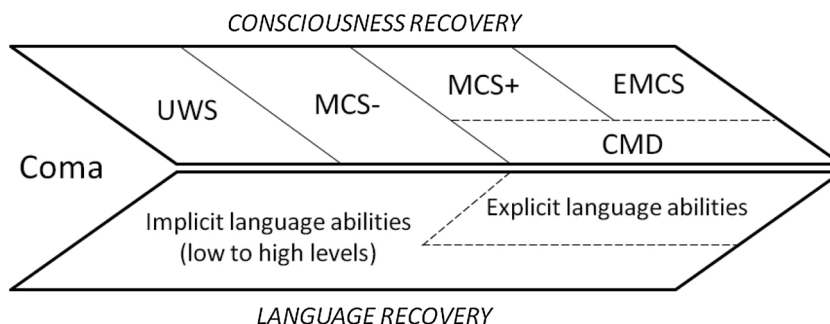 CONSCIOUSNESS RECOVERY
UWS
MCS-
MCS+
EMCS
CMD
Coma
Implicit language abilities
(low to high levels)
Explicit language abilities
LANGUAGE RECOVERY